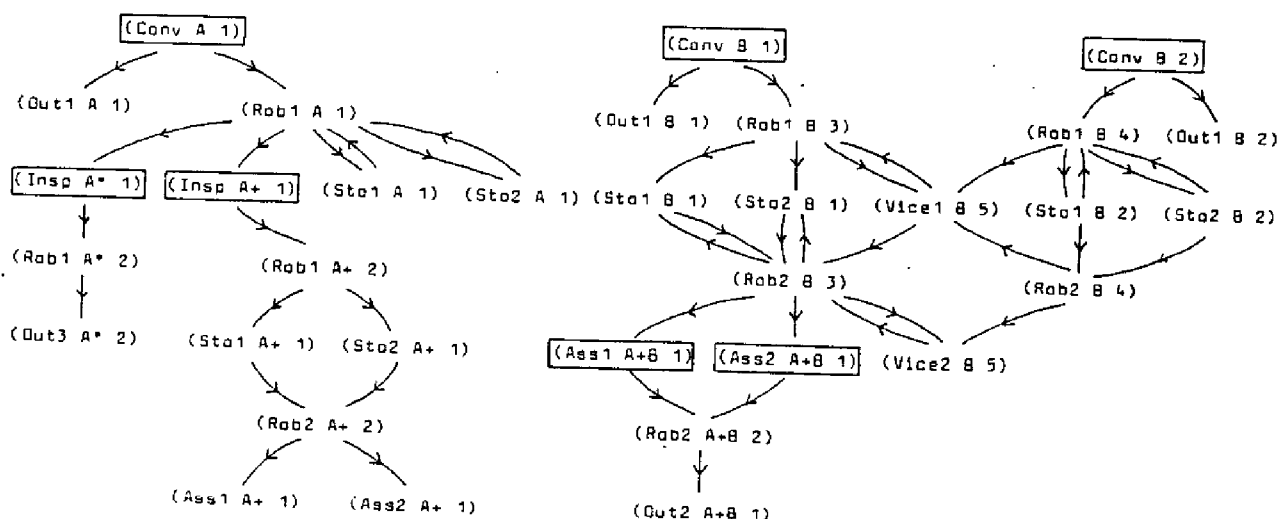 (Conv A 1) (Conv B 1) (Conv B 2)
(Out1 A 1) (Rob1 A 1) (Out1 B 1) (Rob1 B 3) (Rob1 B 4) (Out1 B 2)
(Insp A* 1) (Insp A+ 1) (Sto1 A 1) (Sto2 A 1) (Sto1 B 1) (Sto2 B 1) (Vice1 B 5) (Sto1 B 2) (Sto2 B 2)
(Rob1 A* 2) (Rob1 A+ 2) (Rob2 B 3) (Rob2 B 4)
(Out3 A* 2) (Sto1 A+ 1) (Sto2 A+ 1) (Ass1 A+B 1) (Ass2 A+B 1) (Vice2 B 5)
(Rob2 A+ 2) (Rob2 A+B 2)
(Ass1 A+ 1) (Ass2 A+ 1) (Out2 A+B 1)